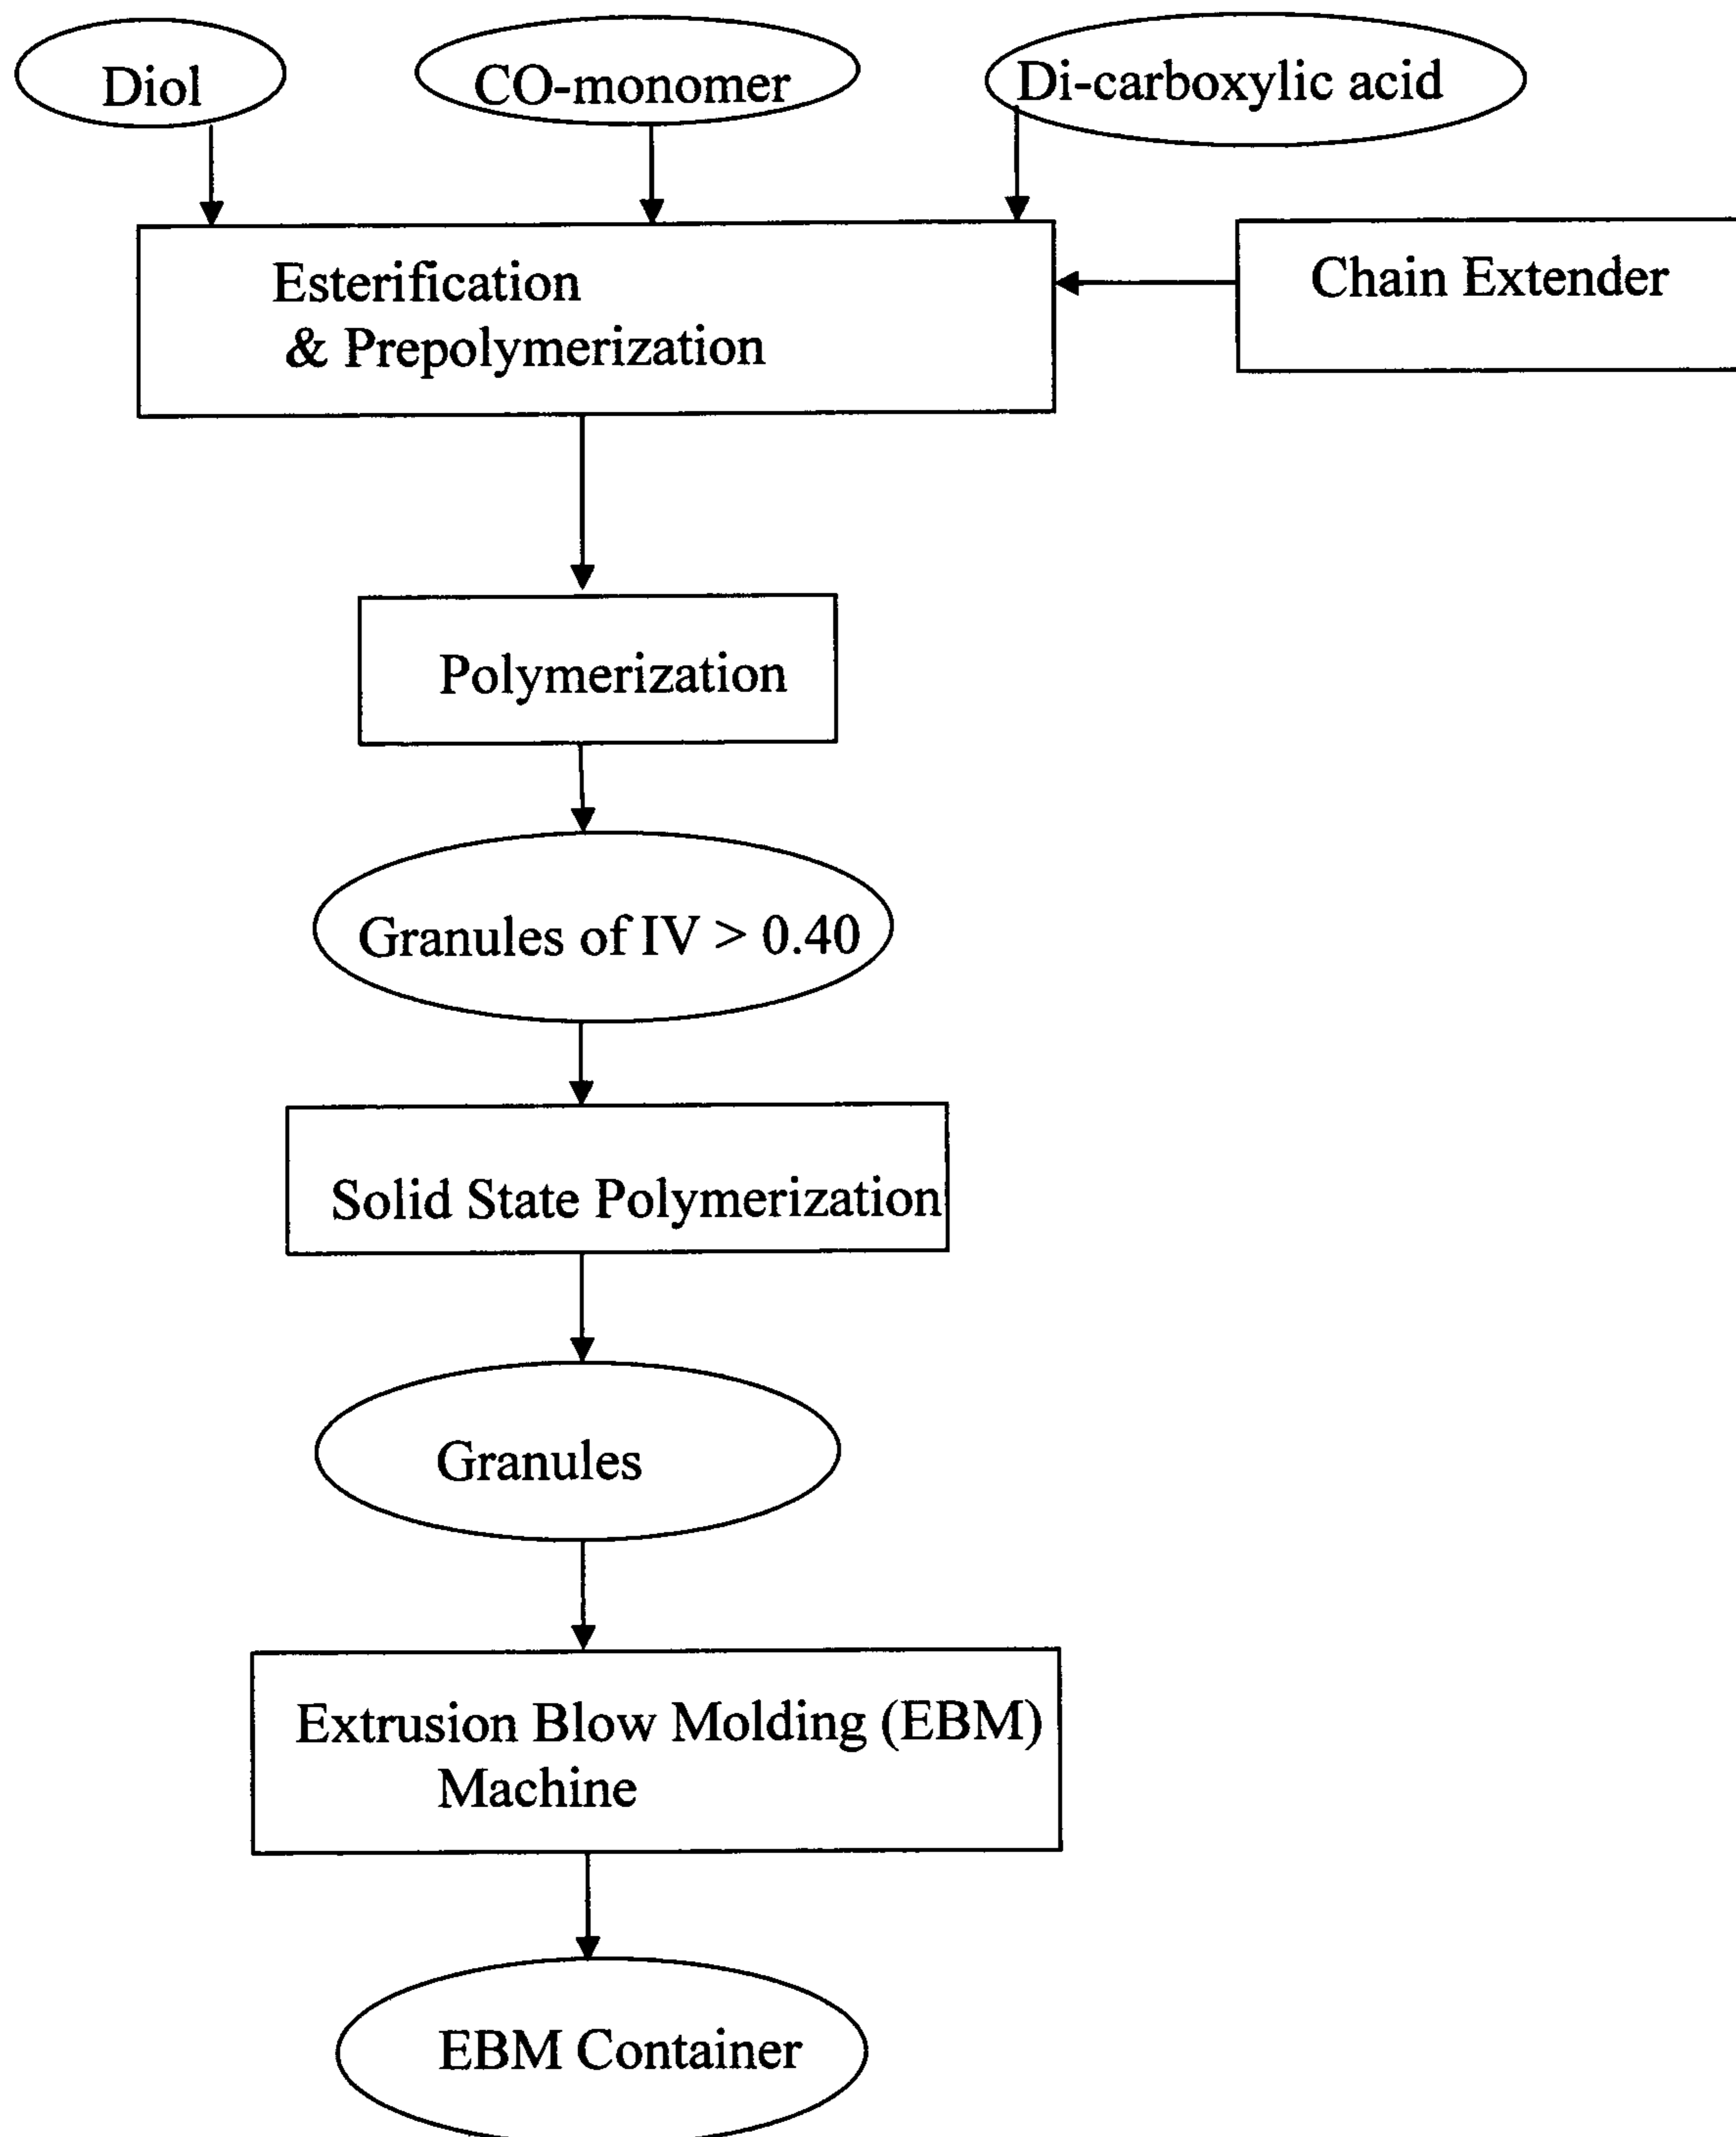 Diol
CO-monomer
Di-carboxylic acid
Esterification
& Prepolymerization
Chain Extender
Polymerization
Granules of IV > 0.40
Solid State Polymerization
Granules
Extrusion Blow Molding (EBM)
Machine
EBM Container